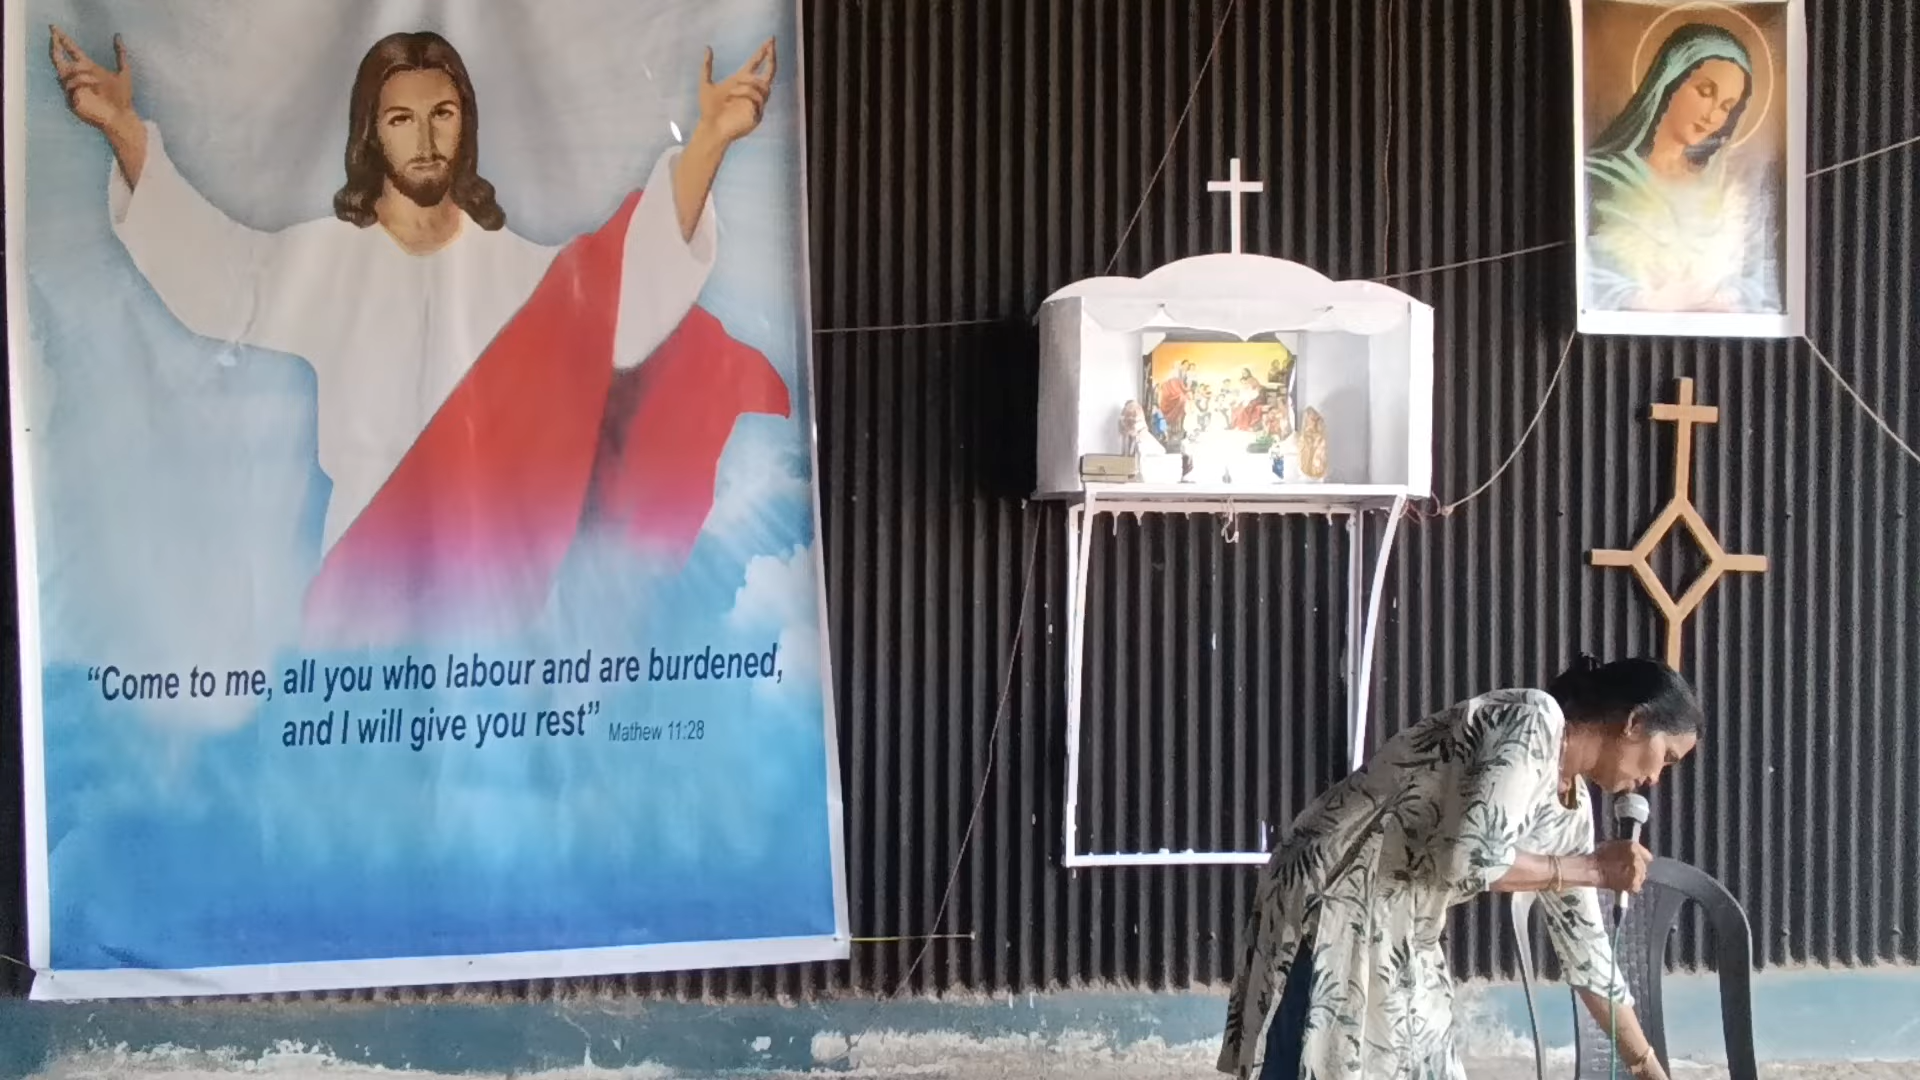 “Come to me, all you who labour and are burdened,
and I will give you rest” Mathew 11:28